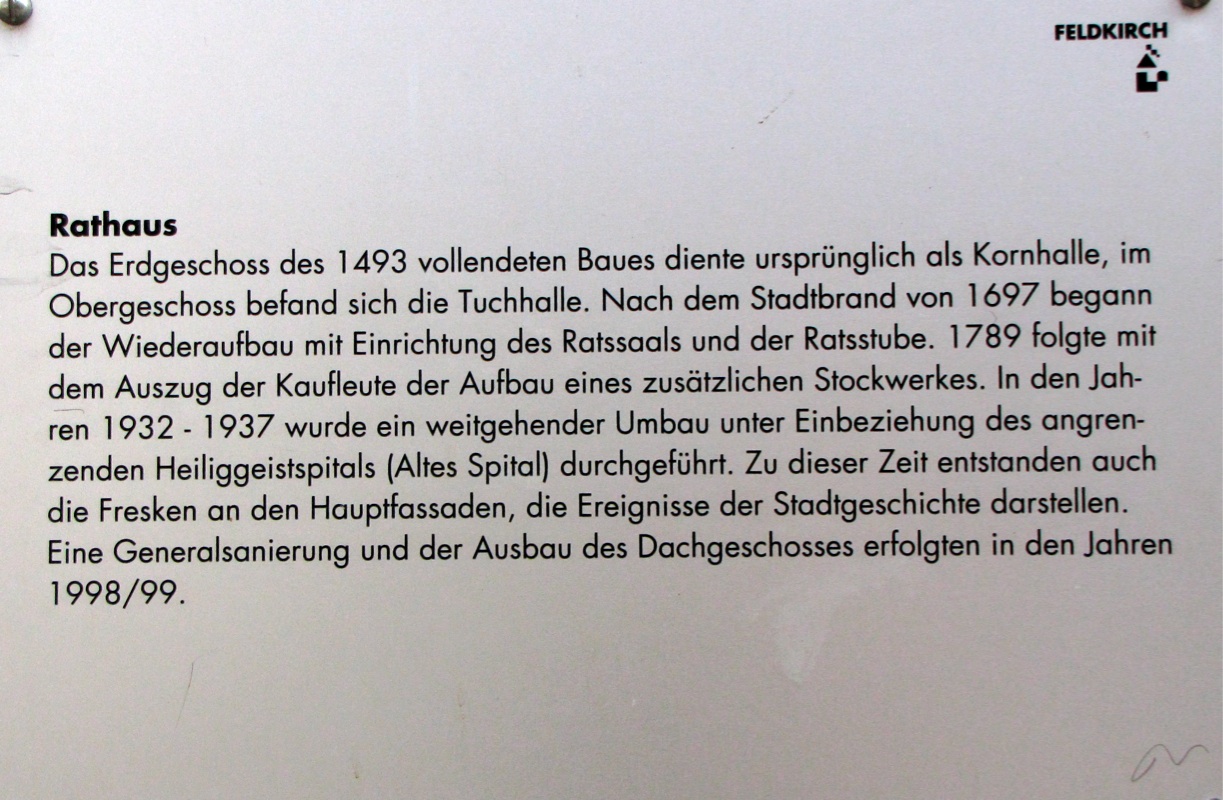 FELDKIRCH
Rathaus
Das Erdgeschoss des 1493 vollendeten Baues diente ursprünglich als Kornhalle, im
Obergeschoss befand sich die Tuchhalle. Nach dem Stadtbrand von 1697 begann
der Wiederaufbau mit Einrichtung des Ratssaals und der Ratsstube. 1789 folgte mit
dem Auszug der Kaufleute der Aufbau eines zusätzlichen Stockwerkes. In den Jah-
ren 1932 - 1937 wurde ein weitgehender Umbau unter Einbeziehung des angren-
zenden Heiliggeistspitals (Altes Spital) durchgeführt. Zu dieser Zeit entstanden auch
die Fresken an den Hauptfassaden, die Ereignisse der Stadtgeschichte darstellen.
Eine Generalsanierung und der Ausbau des Dachgeschosses erfolgten in den Jahren
1998/99.